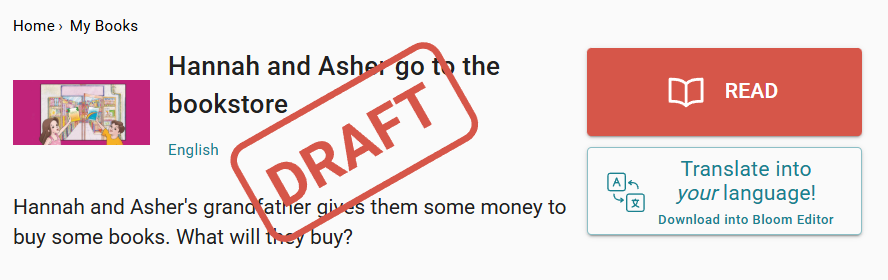 Home › My Books
Hannah and Asher go to the
bookstore
English
DRAFT
Hannah and Asher's grandfather gives them some money to
buy some books. What will they buy?
READ
Translate into
your language!
Download into Bloom Editor
A
文